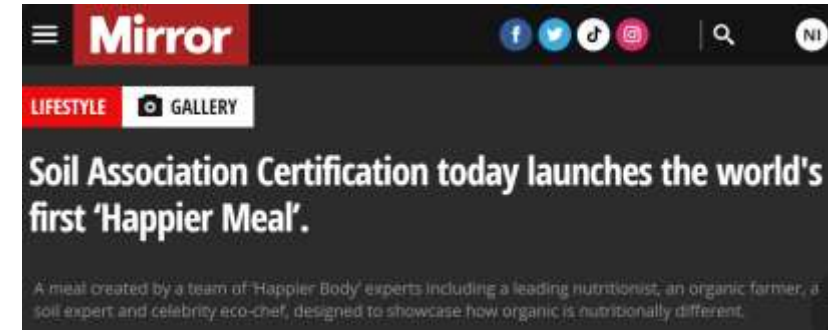 Mirror
NI
LIFESTYLE GALLERY
Soil Association Certification today launches the world's
first ‘Happier Meal’.
A meal created by a team of ‘Happier Body’ experts including a leading nutritionist, an organic farmer, a
soil expert and celebrity eco-chef, designed to showcase how organic is nutritionally different.